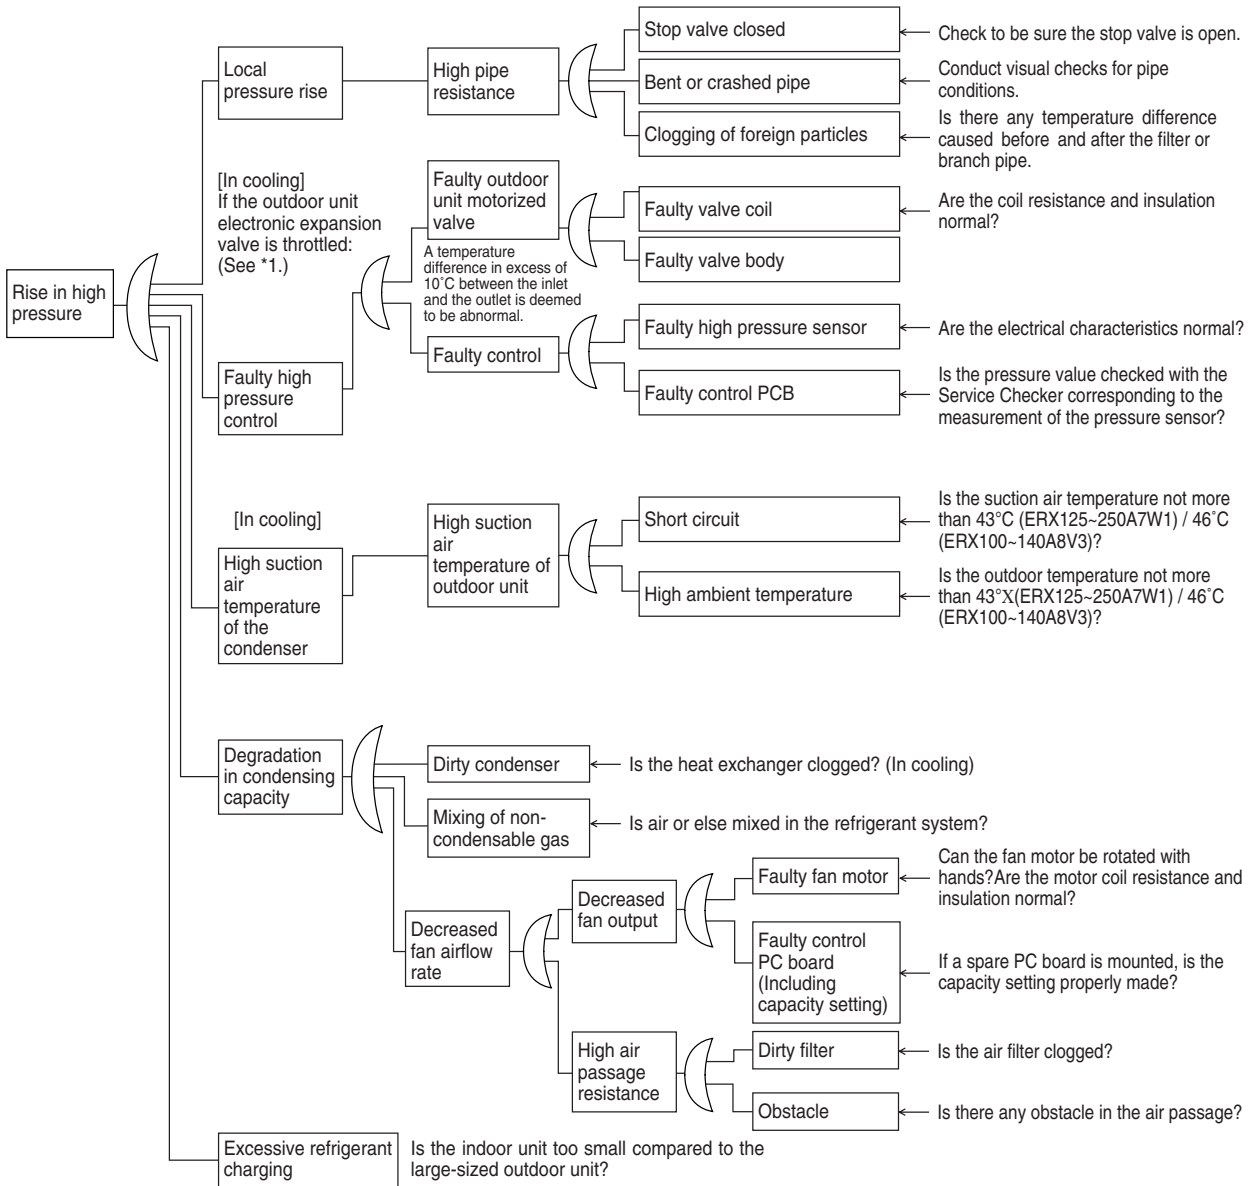 Rise in high
pressure
Local
pressure rise
High pipe
resistance
Stop valve closed
Check to be sure the stop valve is open.
Bent or crashed pipe
Conduct visual checks for pipe
conditions.
Clogging of foreign particles
Is there any temperature difference
caused before and after the filter or
branch pipe.
[In cooling]
If the outdoor unit
electronic expansion
valve is throttled:
(See *1.)
Faulty high
pressure
control
Faulty outdoor
unit motorized
valve
A temperature
difference in excess of
10˚C between the inlet
and the outlet is deemed
to be abnormal.
Faulty valve coil
Are the coil resistance and insulation
normal?
Faulty valve body
Faulty control
Faulty high pressure sensor
Are the electrical characteristics normal?
Faulty control PCB
Is the pressure value checked with the
Service Checker corresponding to the
measurement of the pressure sensor?
[In cooling]
High suction
air
temperature
of the
condenser
High suction
air
temperature of
outdoor unit
Short circuit
Is the suction air temperature not more
than 43°C (ERX125~250A7W1) / 46˚C
(ERX100~140A8V3)?
High ambient temperature
Is the outdoor temperature not more
than 43°X(ERX125~250A7W1) / 46˚C
(ERX100~140A8V3)?
Degradation
in condensing
capacity
Dirty condenser
Is the heat exchanger clogged? (In cooling)
Mixing of non-
condensable gas
Is air or else mixed in the refrigerant system?
Decreased
fan airflow
rate
Decreased
fan output
Faulty fan motor
Can the fan motor be rotated with
hands?Are the motor coil resistance and
insulation normal?
Faulty control
PC board
(Including
capacity setting)
If a spare PC board is mounted, is the
capacity setting properly made?
High air
passage
resistance
Dirty filter
Is the air filter clogged?
Obstacle
Is there any obstacle in the air passage?
Excessive refrigerant
charging
Is the indoor unit too small compared to the
large-sized outdoor unit?